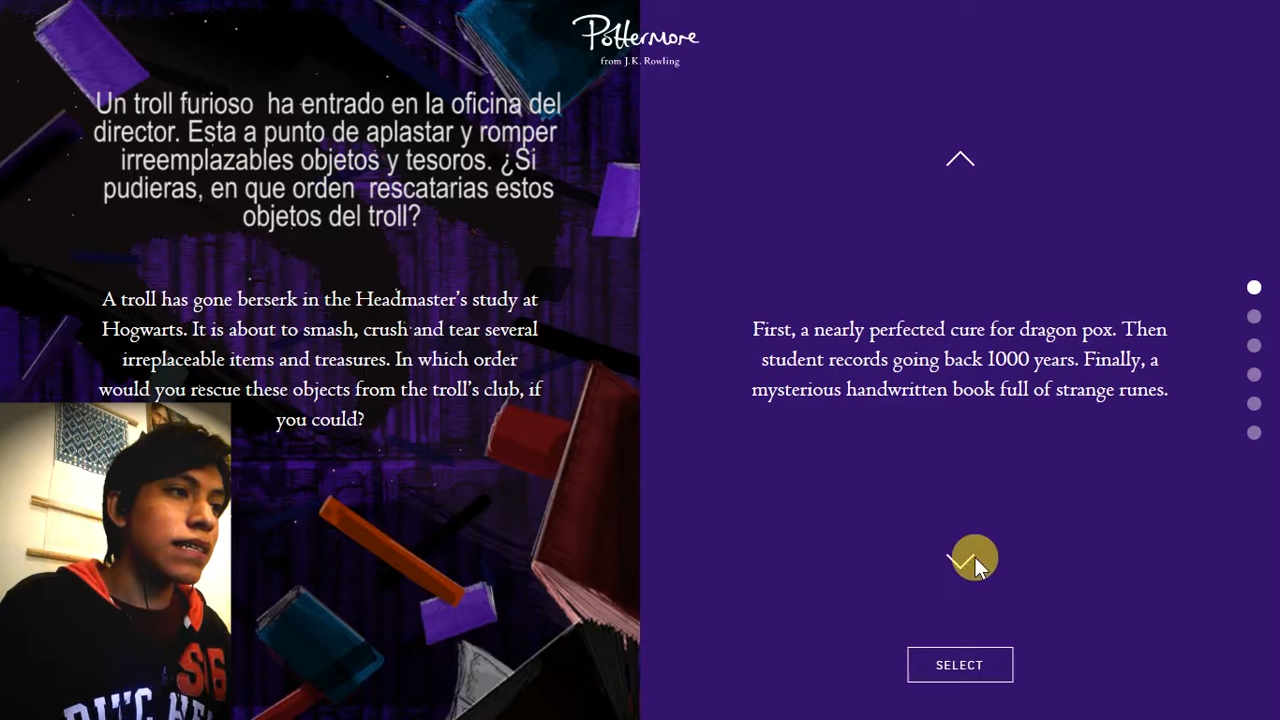 Pottermore
from J.K. Rowling
Un troll furioso ha entrado en la oficina del
director. Esta a punto de aplastar y romper
irreemplazables objetos y tesoros. ¿Si
pudieras, en que orden rescatarias estos
objetos del troll?
A troll has gone berserk in the Headmaster’s study at
Hogwarts. It is about to smash, crush and tear several
irreplaceable items and treasures. In which order
would you rescue these objects from the troll’s club, if
you could?
First, a nearly perfected cure for dragon pox. Then
student records going back 1000 years. Finally, a
mysterious handwritten book full of strange runes.
SELECT